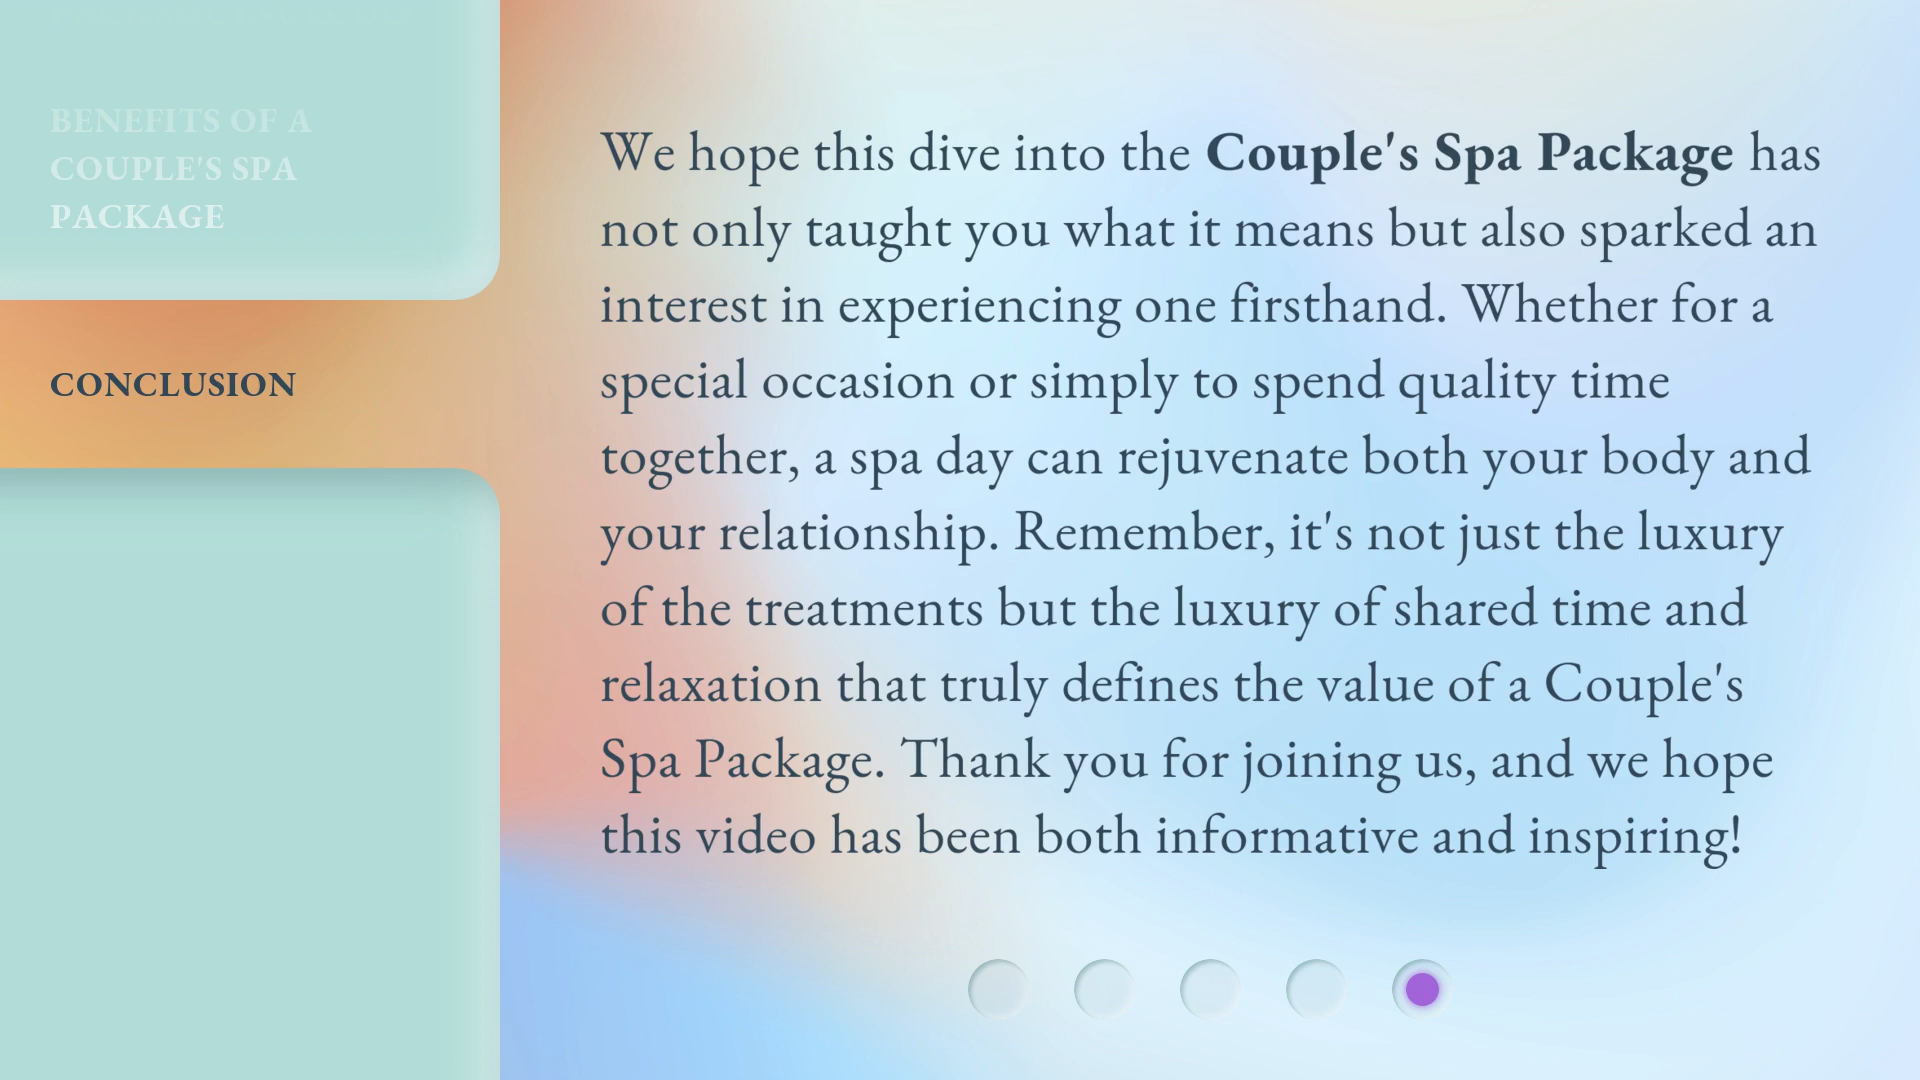 BENEFITS OF A
COUPLE'S SPA
PACKAGE
CONCLUSION
We hope this dive into the Couple's Spa Package has
not only taught you what it means but also sparked an
interest in experiencing one firsthand. Whether for a
special occasion or simply to spend quality time
together, a spa day can rejuvenate both your body and
your relationship. Remember, it's not just the luxury
of the treatments but the luxury of shared time and
relaxation that truly defines the value of a Couple's
Spa Package. Thank you for joining us, and we hope
this video has been both informative and inspiring!